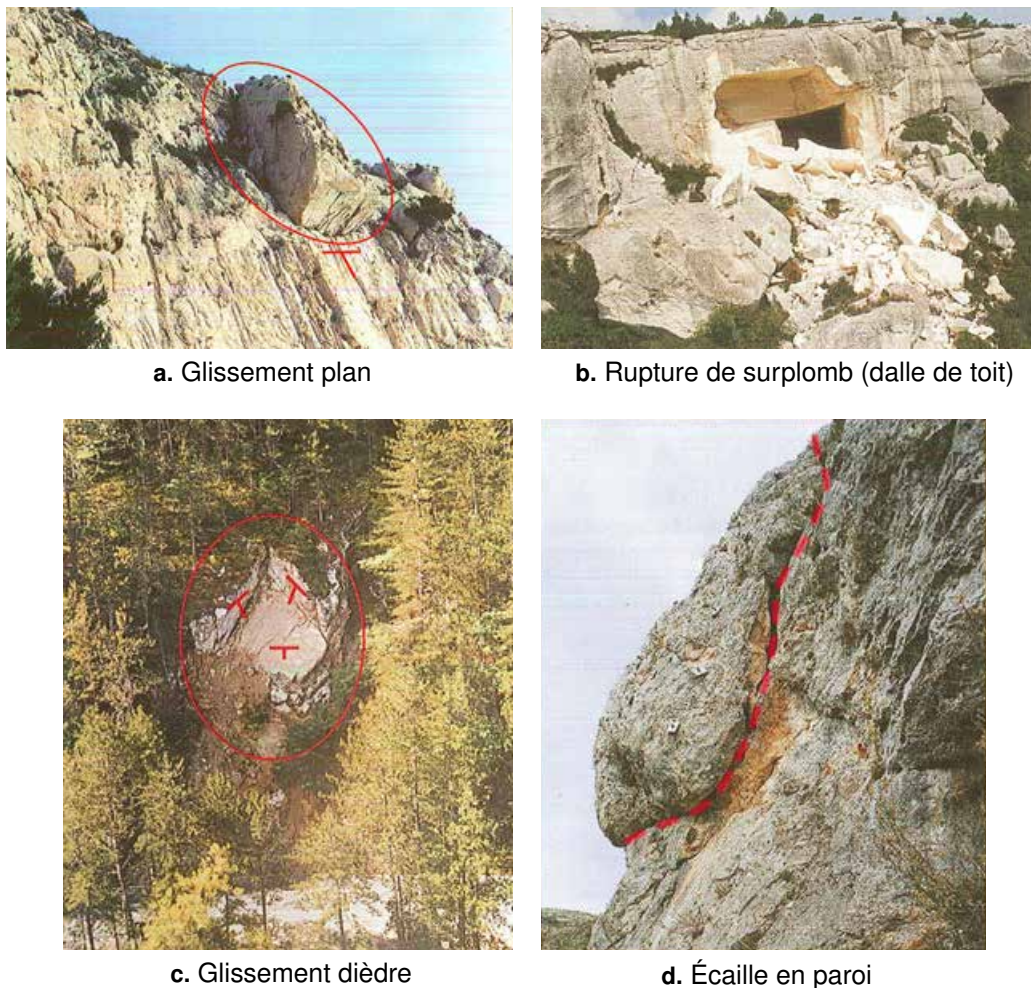 a. Glissement plan
b. Rupture de surplomb (dalle de toit)
c. Glissement dièdre
d. Écaille en paroi